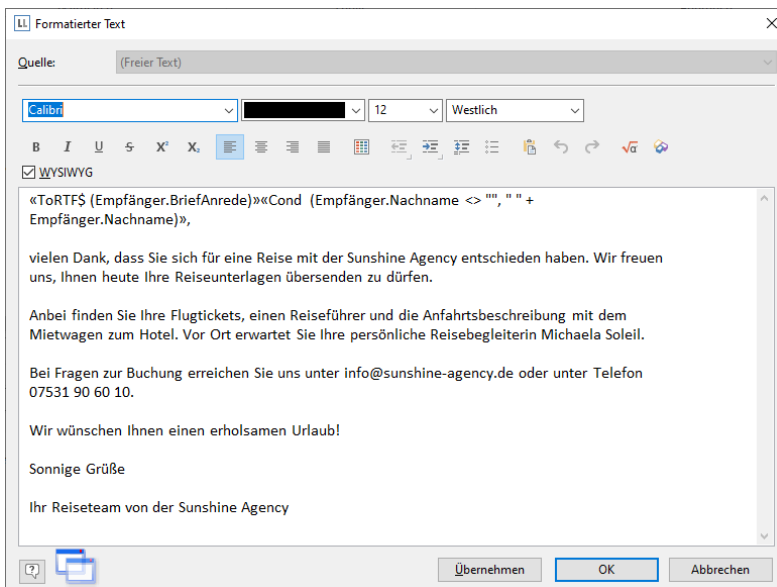 LL Formatierter Text
Quelle: (Freier Text)
Calibri 12 Westlich
B I U S X² X₂
WYSIWYG
«ToRTF$ (Empfänger.BriefAnrede)»«Cond (Empfänger.Nachname <> "", " " +
Empfänger.Nachname)»,
vielen Dank, dass Sie sich für eine Reise mit der Sunshine Agency entschieden haben. Wir freuen
uns, Ihnen heute Ihre Reiseunterlagen übersenden zu dürfen.
Anbei finden Sie Ihre Flugtickets, einen Reiseführer und die Anfahrtsbeschreibung mit dem
Mietwagen zum Hotel. Vor Ort erwartet Sie Ihre persönliche Reisebegleiterin Michaela Soleil.
Bei Fragen zur Buchung erreichen Sie uns unter info@sunshine-agency.de oder unter Telefon
07531 90 60 10.
Wir wünschen Ihnen einen erholsamen Urlaub!
Sonnige Grüße
Ihr Reiseteam von der Sunshine Agency
Übernehmen OK Abbrechen